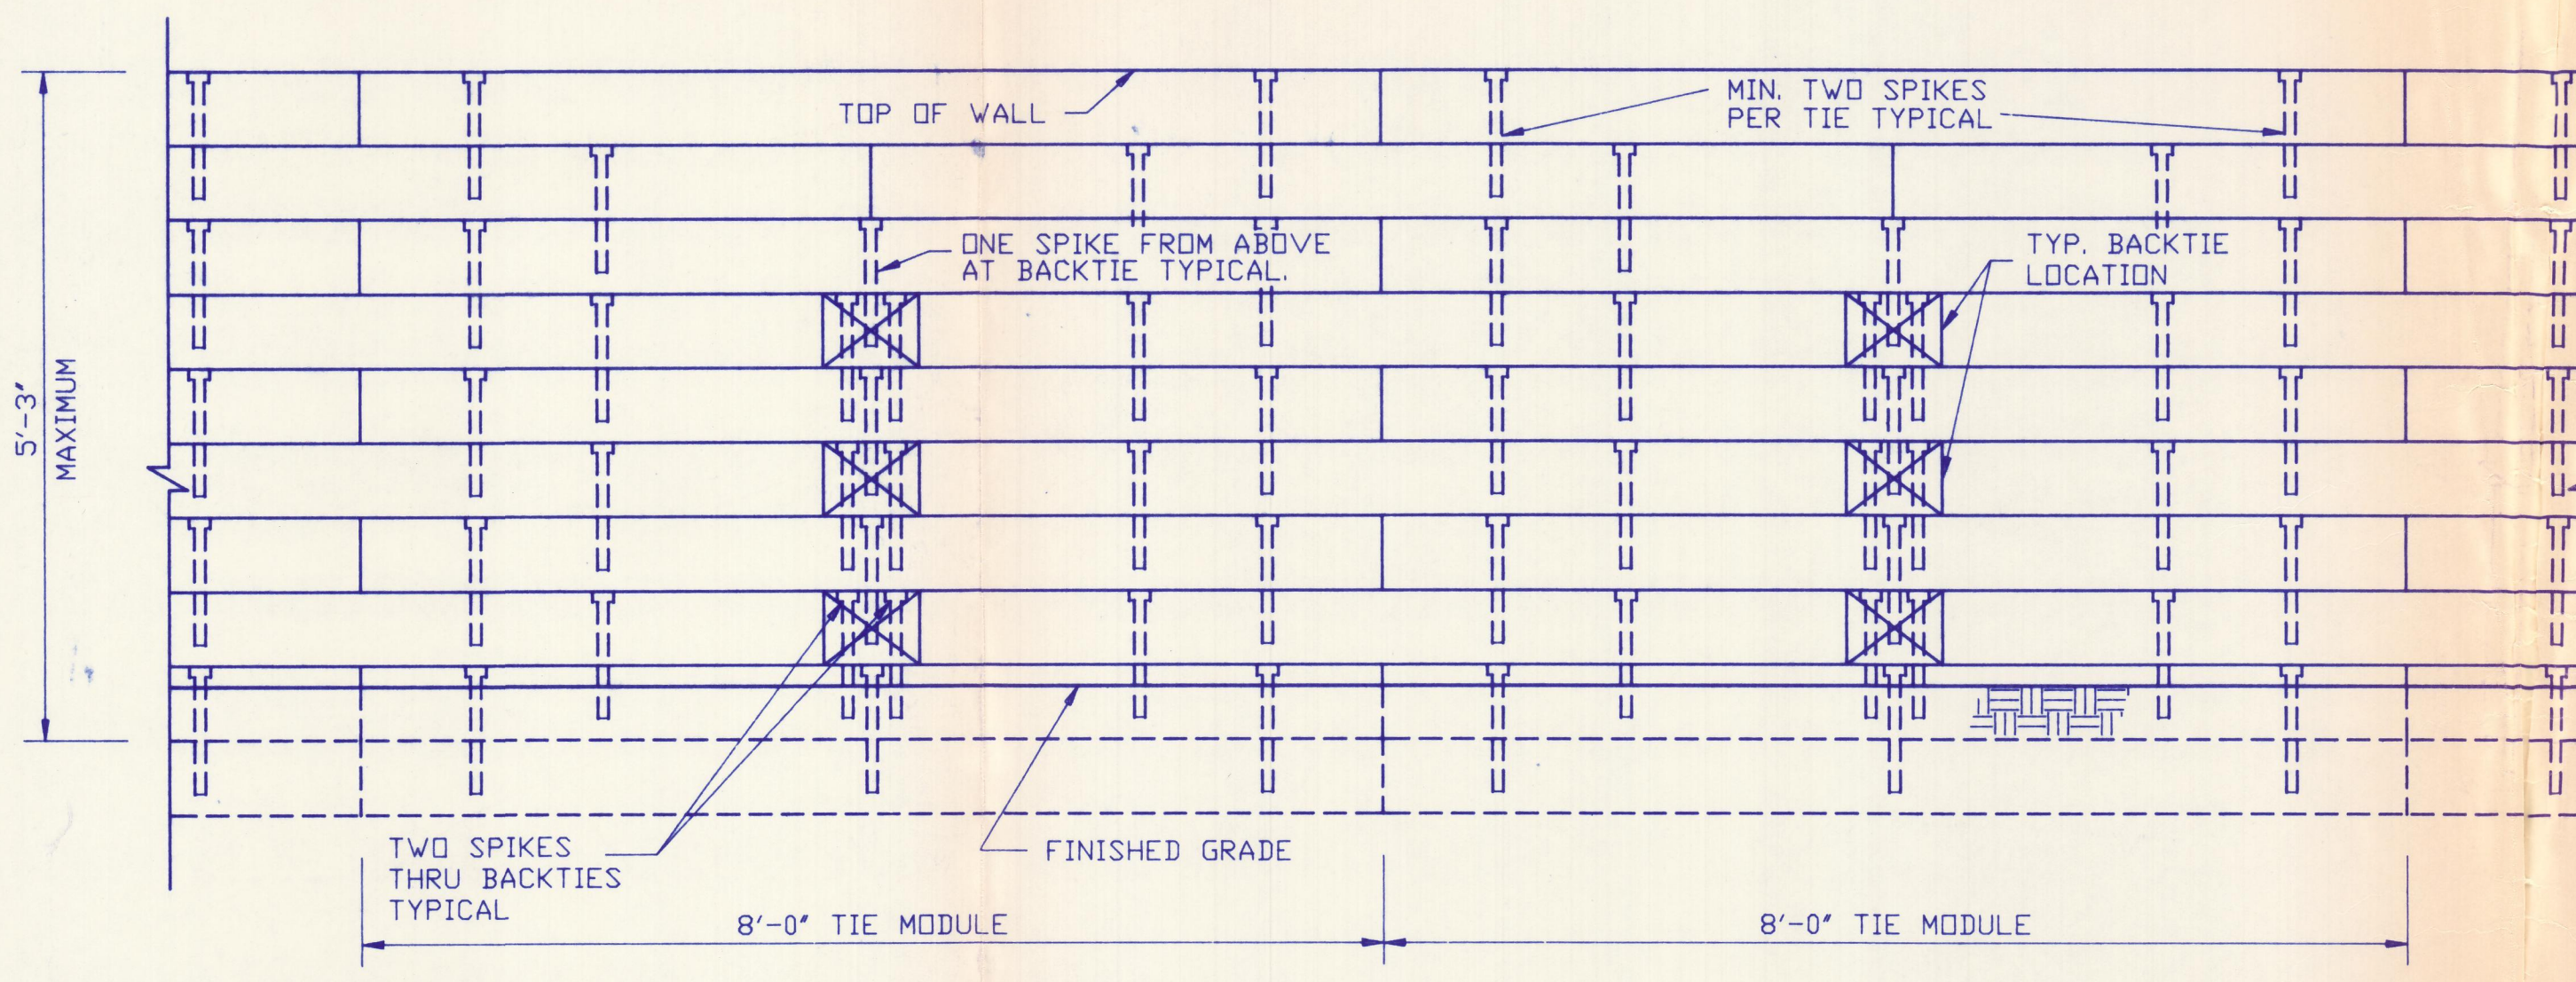 TOP OF WALL
MIN. TWO SPIKES
PER TIE TYPICAL
ONE SPIKE FROM ABOVE
AT BACKTIE TYPICAL.
TYP. BACKTIE
LOCATION
5'-3"
MAXIMUM
TWO SPIKES
THRU BACKTIES
TYPICAL
FINISHED GRADE
8'-0" TIE MODULE
8'-0" TIE MODULE